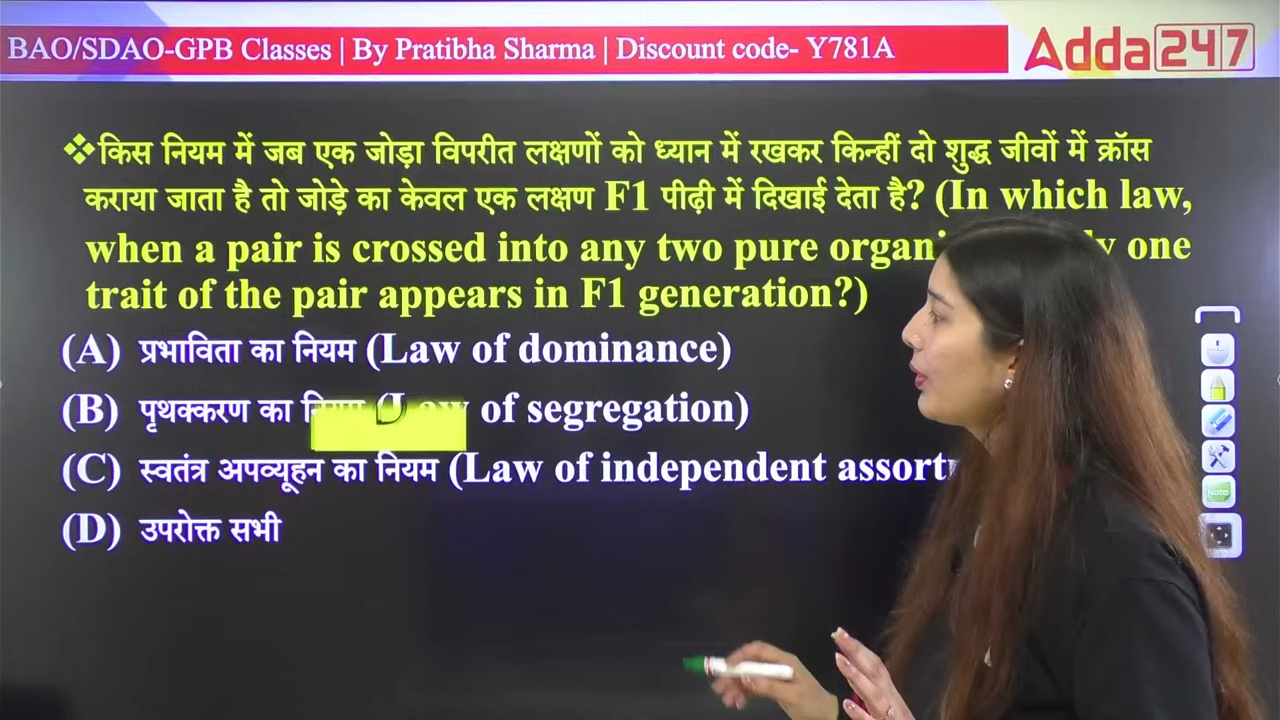 BAO/SDAO-GPB Classes | By Pratibha Sharma | Discount code- Y781A
Adda247
❖किस नियम में जब एक जोड़ा विपरीत लक्षणों को ध्यान में रखकर किन्हीं दो शुद्ध जीवों में क्रॉस
कराया जाता है तो जोड़े का केवल एक लक्षण F1 पीढ़ी में दिखाई देता है? (In which law,
when a pair is crossed into any two pure one
trait of the pair appears in F1 generation?)
(A) प्रभाविता का नियम (Law of dominance)
(B) पृथक्करण का of segregation)
(C) स्वतंत्र अपव्यूहन का नियम (Law of independent
(D) उपरोक्त सभी
Note